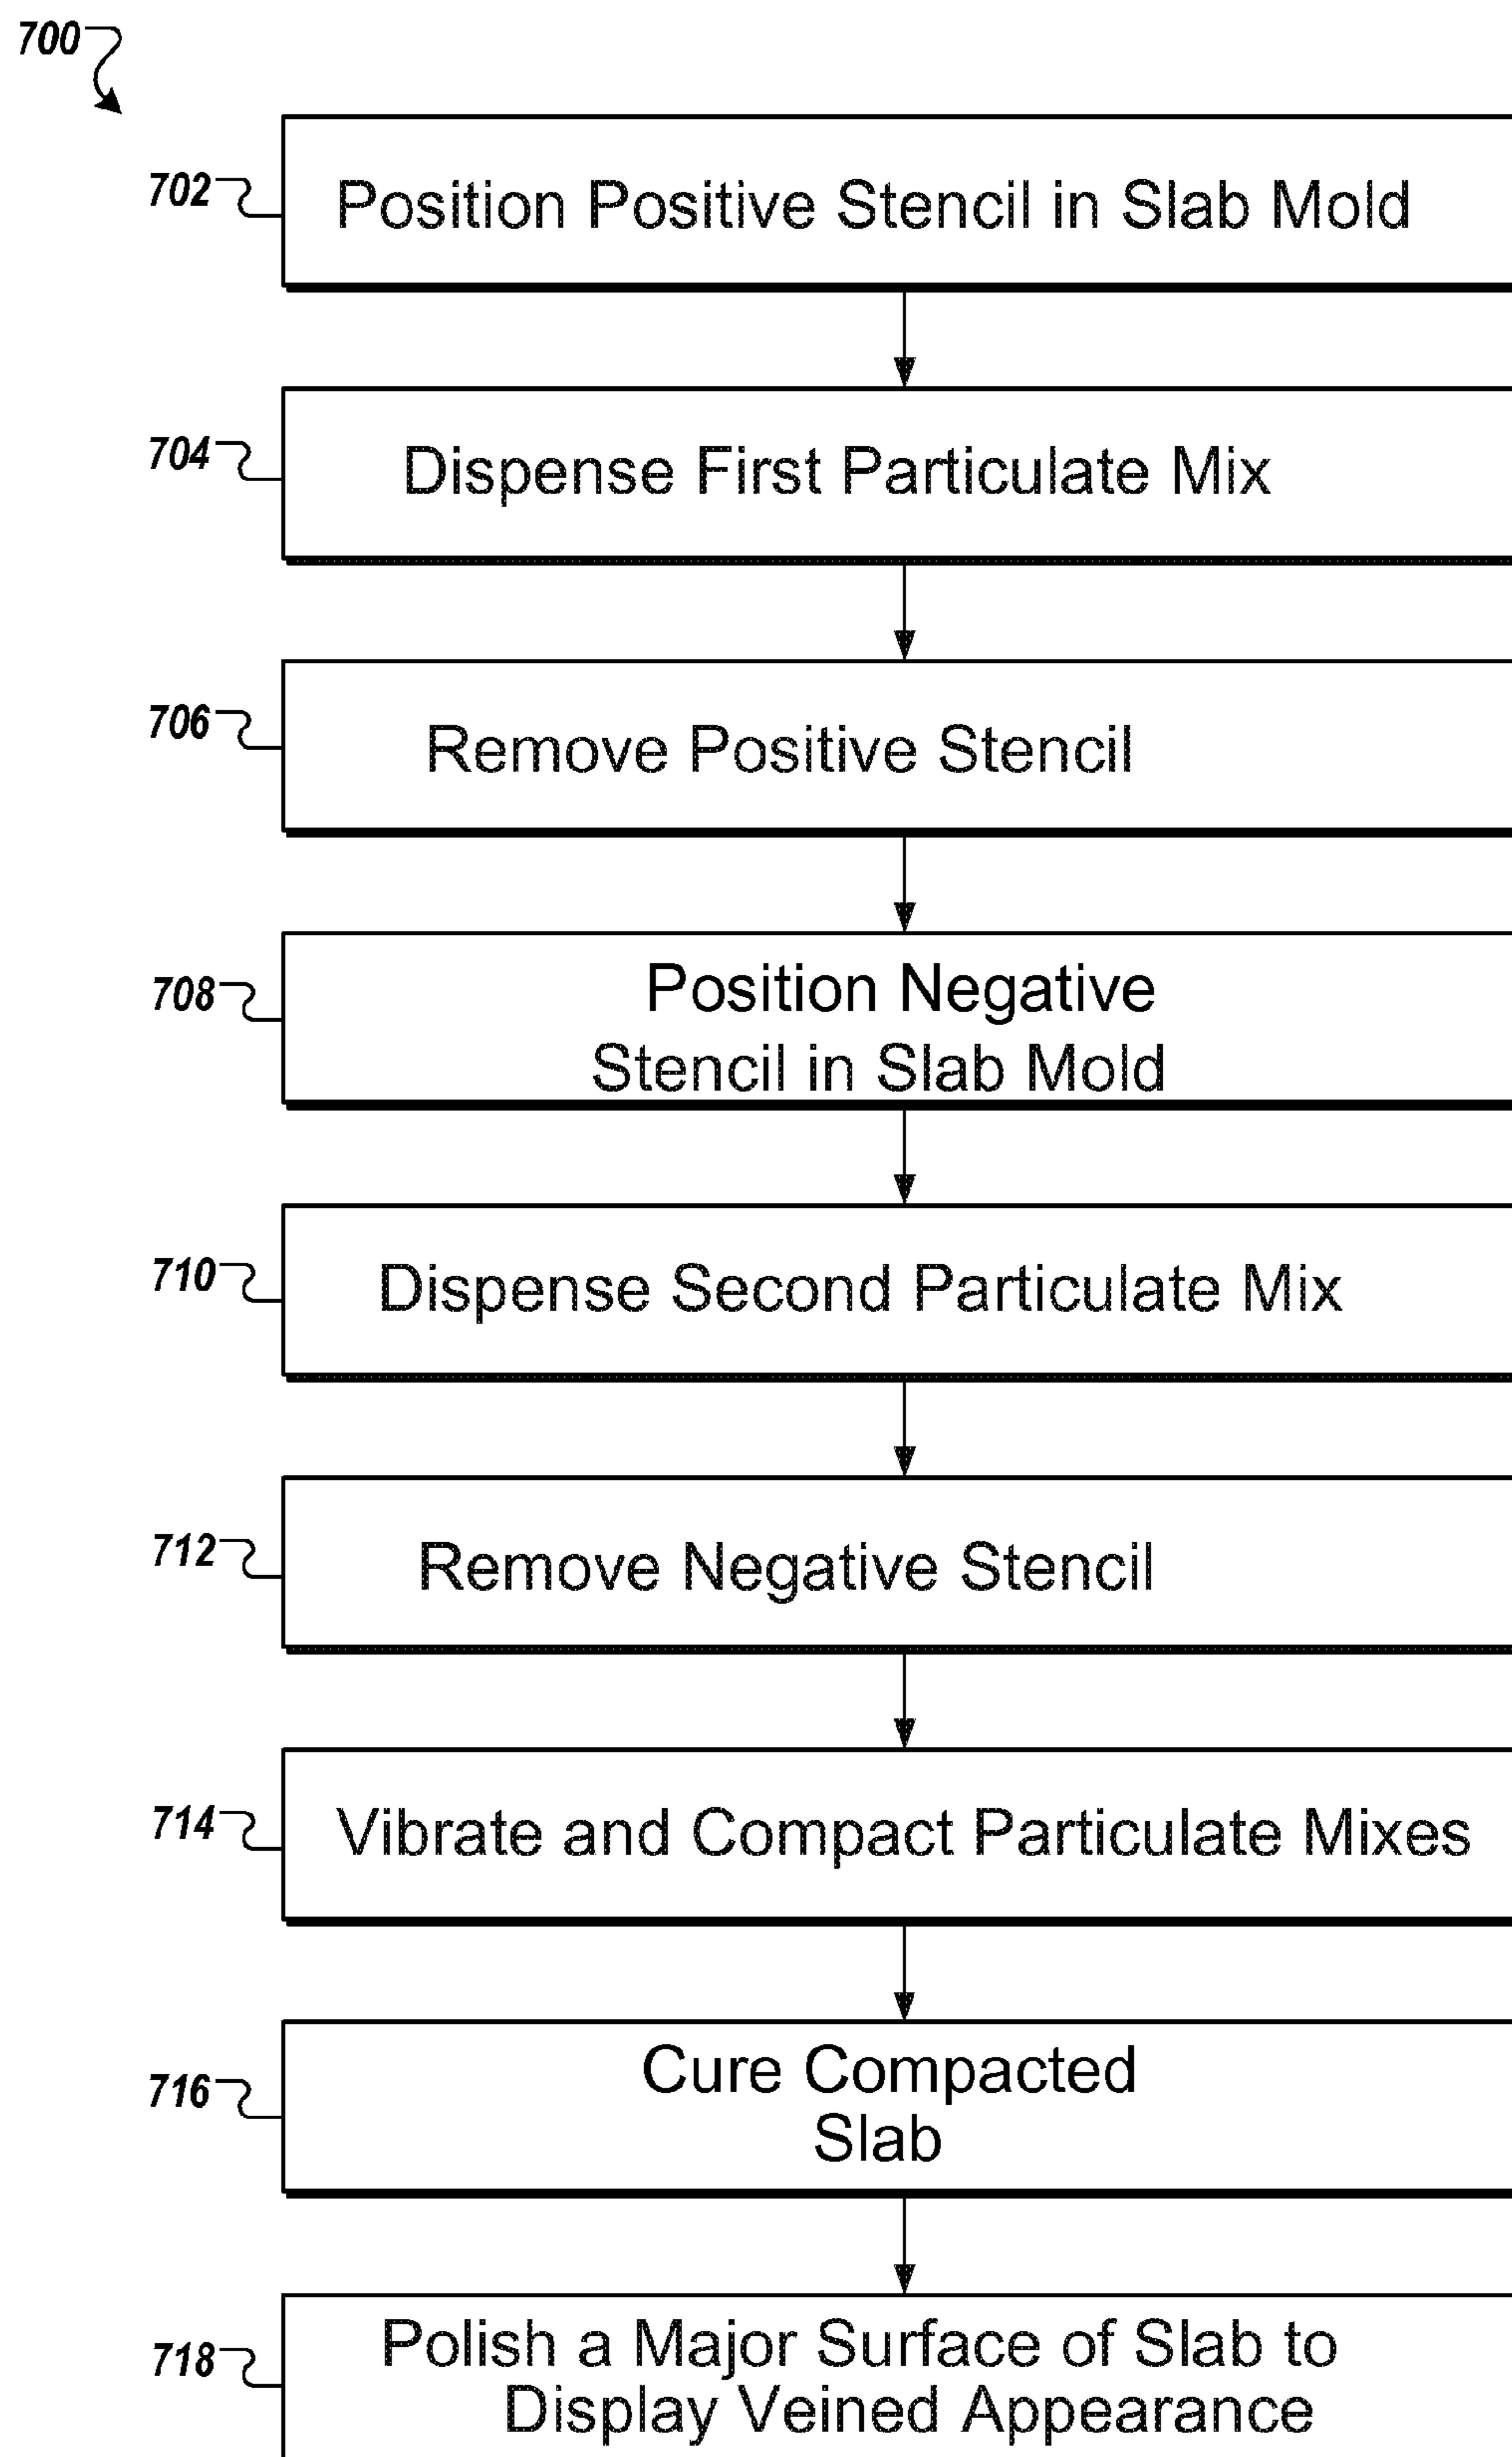 700
702
Position Positive Stencil in Slab Mold
704
Dispense First Particulate Mix
706
Remove Positive Stencil
708
Position Negative
Stencil in Slab Mold
710
Dispense Second Particulate Mix
712
Remove Negative Stencil
714
Vibrate and Compact Particulate Mixes
716
Cure Compacted
Slab
718
Polish a Major Surface of Slab to
Display Veined Appearance